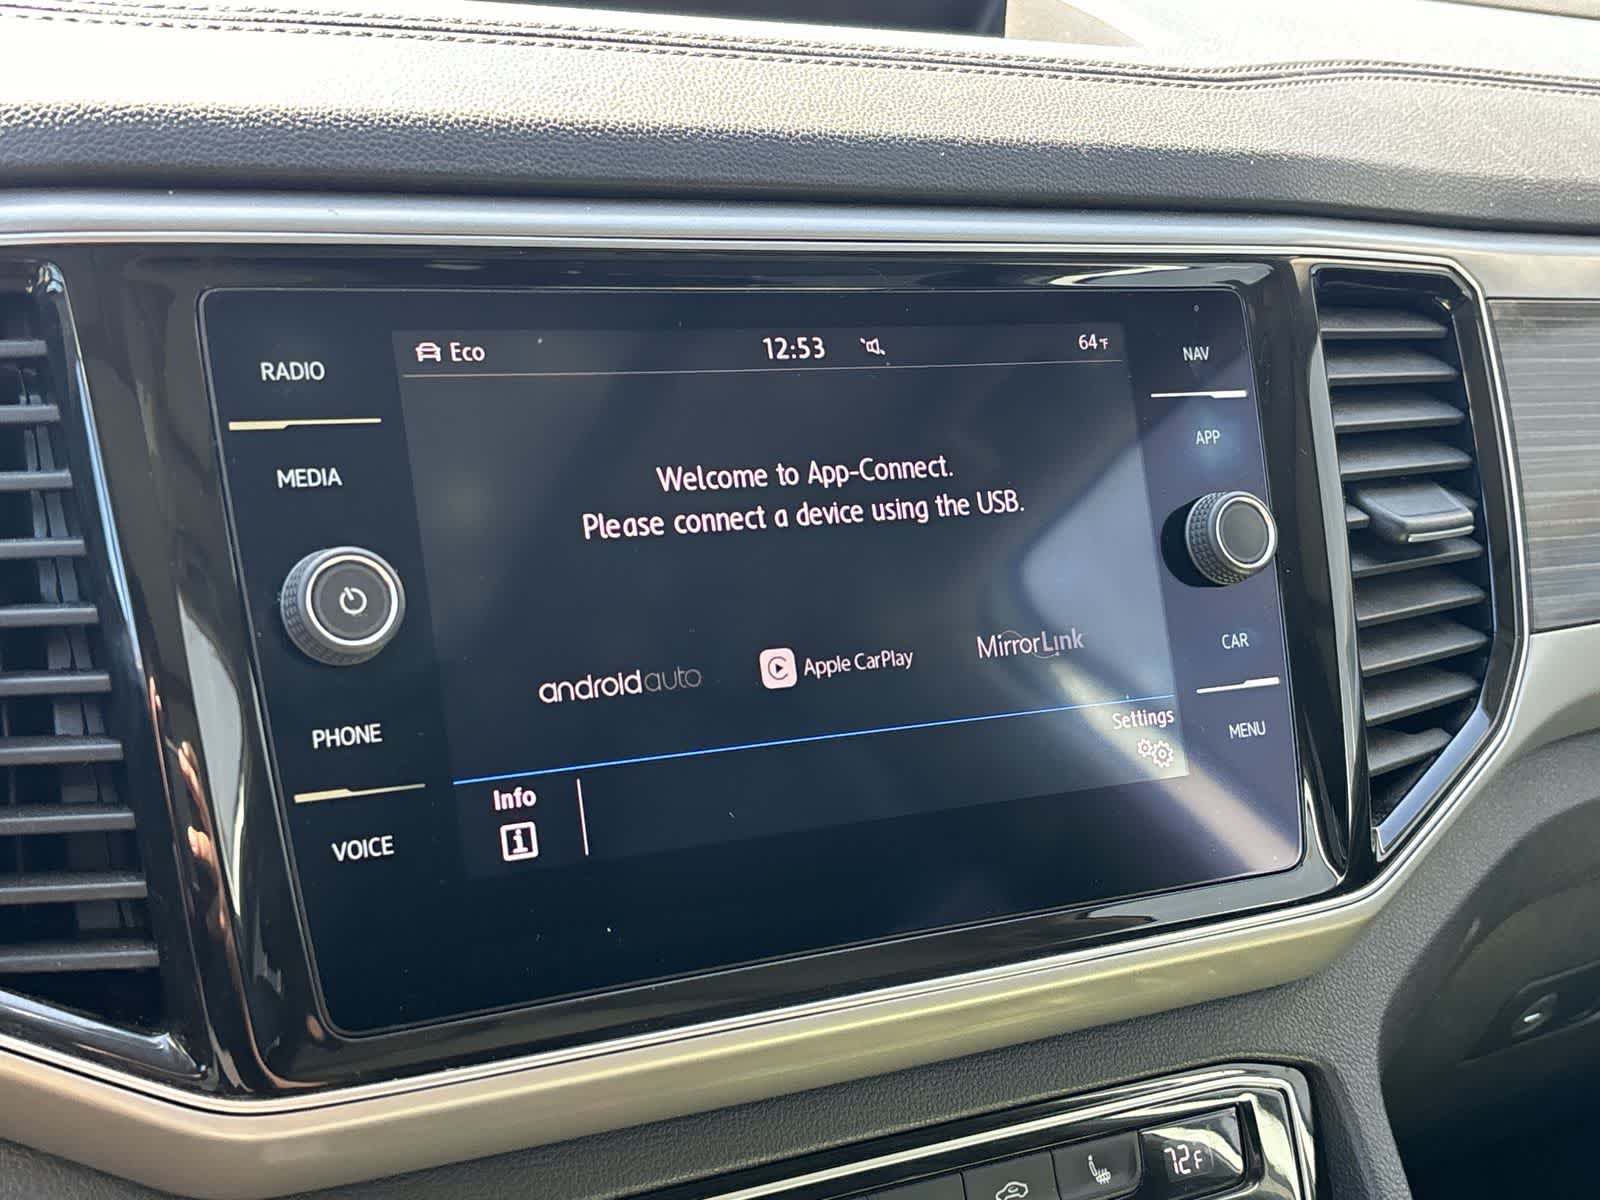 RADIO
MEDIA
PHONE
VOICE
Eco
12:53
64°F
Welcome to App-Connect.
Please connect a device using the USB.
androidauto
Apple CarPlay
MirrorLink
Settings
Info
i
NAV
APP
CAR
MENU
72°F